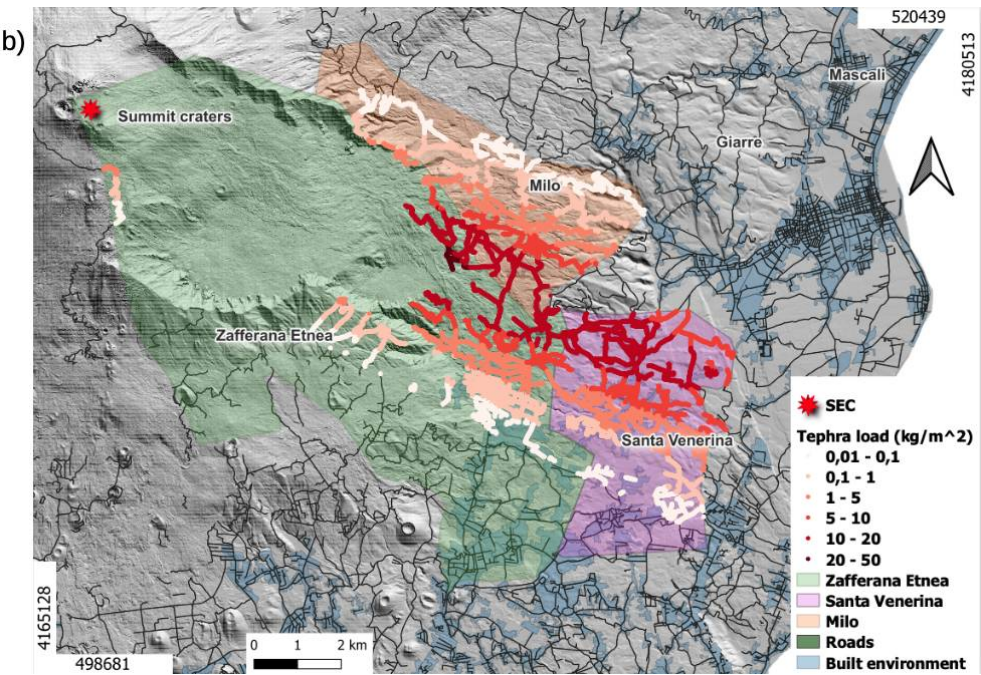 b)
520439
4180513
Mascali
Summit craters
Giarre
Milo
Zafferana Etnea
Santa Venerina
SEC
Tephra load (kg/m^2)
0,01 - 0,1
0,1 - 1
1 - 5
5 - 10
10 - 20
20 - 50
Zafferana Etnea
Santa Venerina
Milo
Roads
Built environment
4165128
498681
0 1 2 km